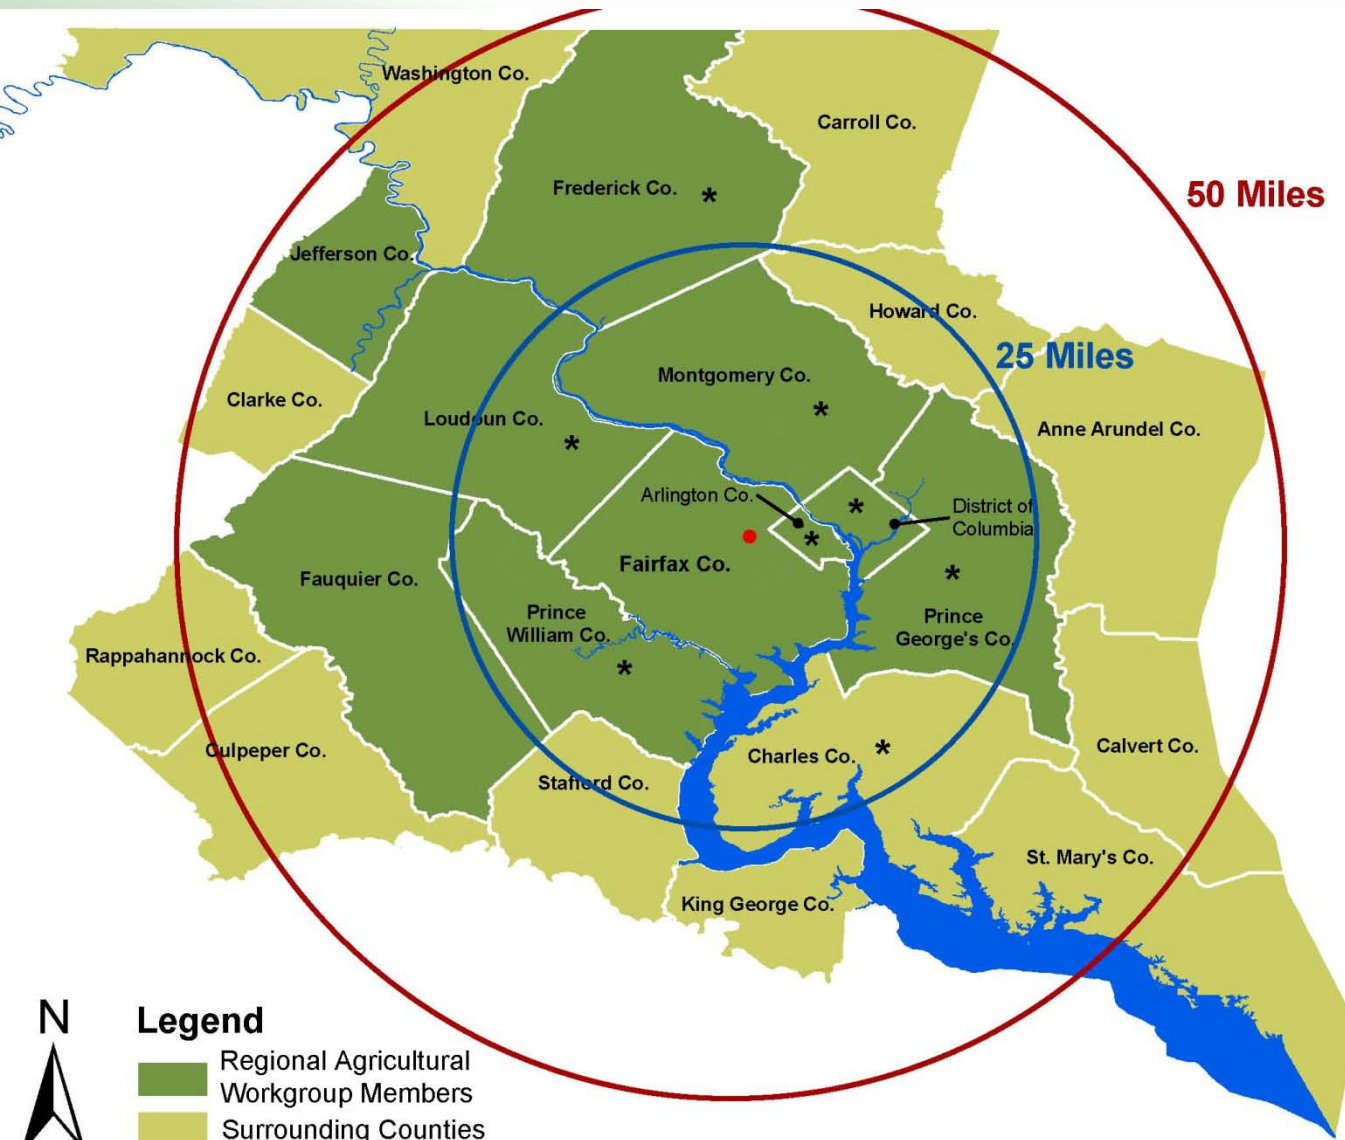 Washington Co.
Carroll Co.
Frederick Co. *
50 Miles
Jefferson Co.
Howard Co.
25 Miles
Montgomery Co.
*
Clarke Co.
Loudoun Co.
*
Anne Arundel Co.
Arlington Co.
*
District of
Columbia
*
Fairfax Co.
Fauquier Co.
*
Prince
William Co.
*
Prince
George's Co.
Rappahannock Co.
Culpeper Co.
Charles Co. *
Calvert Co.
Stafford Co.
St. Mary's Co.
King George Co.
N
Legend
Regional Agricultural
Workgroup Members
Surrounding Counties